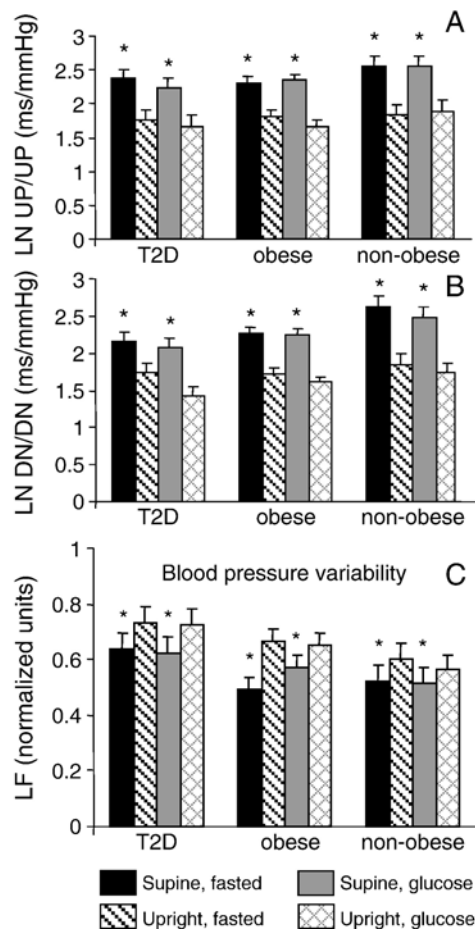 A
LN UP/UP (ms/mmHg)
3
2.5
2
1.5
1
0.5
0
* * * * * *
T2D obese non-obese
B
LN DN/DN (ms/mmHg)
3
2.5
2
1.5
1
0.5
0
* * * * * *
T2D obese non-obese
C
Blood pressure variability
LF (normalized units)
1
0.8
0.6
0.4
0.2
0
* * * * * *
T2D obese non-obese
Supine, fasted Supine, glucose
Upright, fasted Upright, glucose